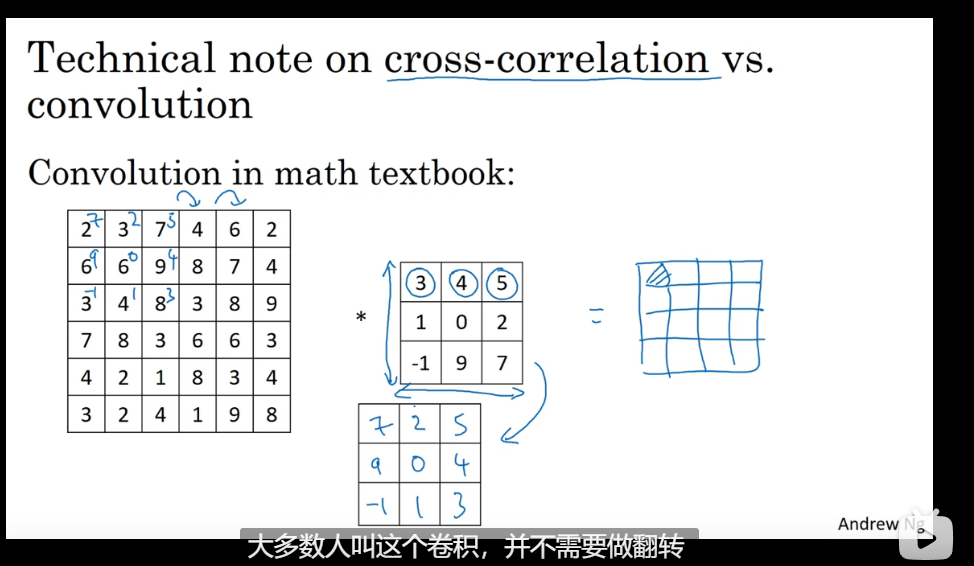 Technical note on cross-correlation vs.
convolution
Convolution in math textbook:
2 7 3 2 7 5 4 6 2
6 9 6 0 9 4 8 7 4
3 -1 4 1 8 3 3 8 9
7 8 3 6 6 3
4 2 1 8 3 4
3 2 4 1 9 8
*
3 4 5
1 0 2
-1 9 7
=
7 2 5
9 0 4
-1 1 3
Andrew Ng
大多数人叫这个卷积，并不需要做翻转